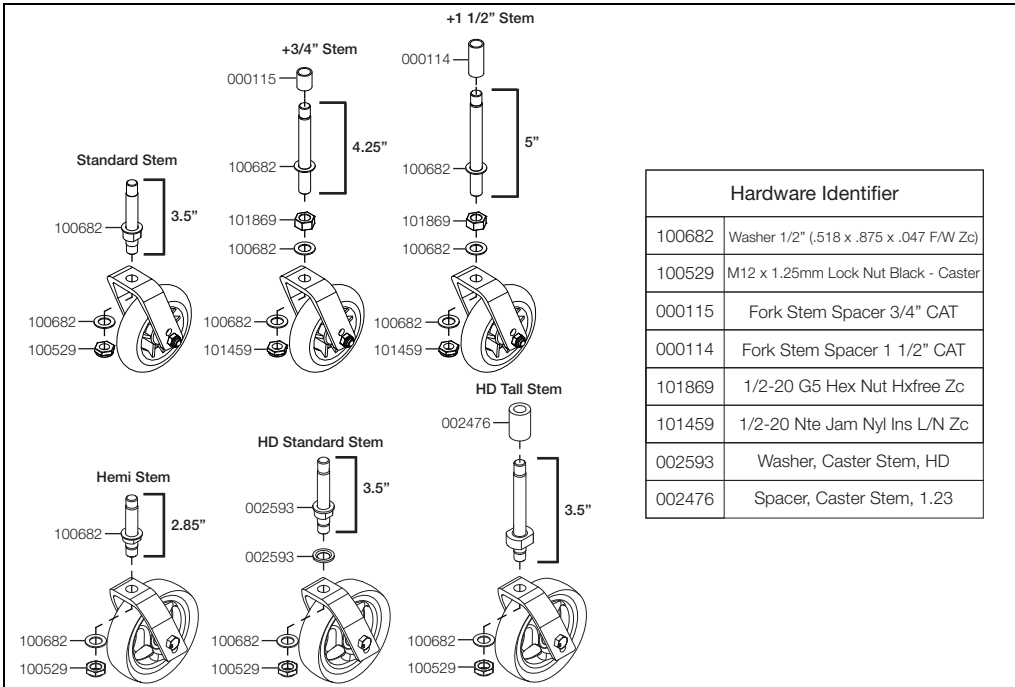 +1 1/2” Stem
+3/4” Stem
000114
000115
5”
4.25”
Standard Stem
100682
100682
3.5”
100682
101869
101869
100682
100682
100682
100682
100682
100529
101459
101459
HD Tall Stem
002476
HD Standard Stem
Hemi Stem
3.5”
3.5”
2.85”
002593
100682
002593
100682
100682
100682
100529
100529
100529
Hardware Identifier
100682 Washer 1/2” (.518 x .875 x .047 F/W Zc)
100529 M12 x 1.25mm Lock Nut Black - Caster
000115 Fork Stem Spacer 3/4” CAT
000114 Fork Stem Spacer 1 1/2” CAT
101869 1/2-20 G5 Hex Nut Hxfree Zc
101459 1/2-20 Nte Jam Nyl Ins L/N Zc
002593 Washer, Caster Stem, HD
002476 Spacer, Caster Stem, 1.23